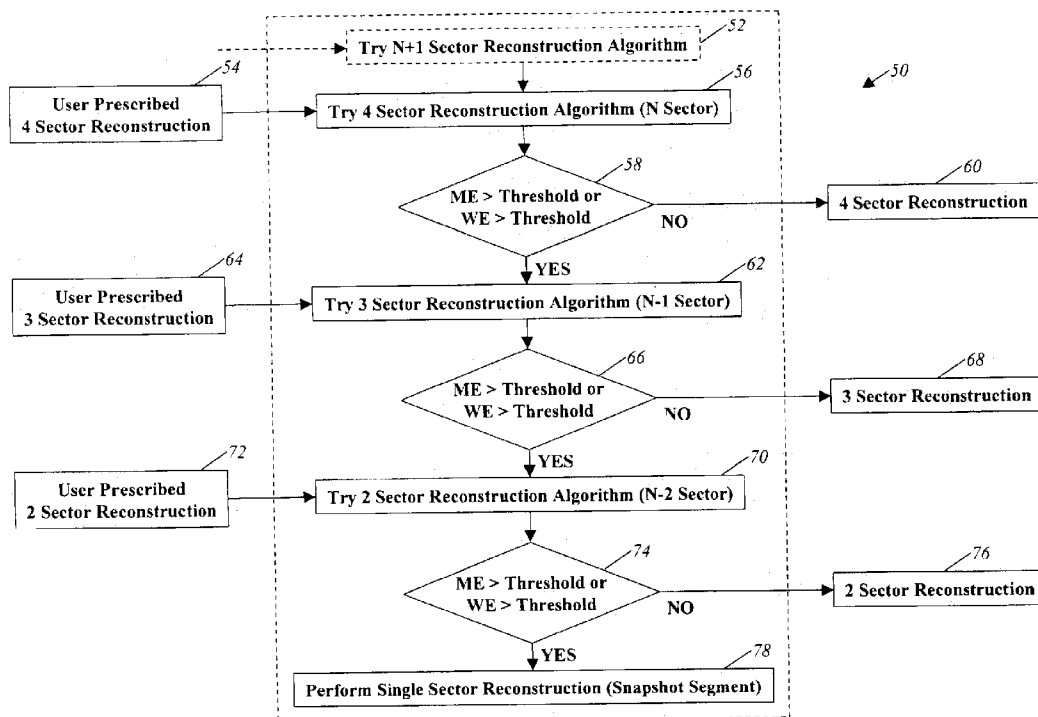 52
Try N+1 Sector Reconstruction Algorithm
54
56
50
User Prescribed
4 Sector Reconstruction
Try 4 Sector Reconstruction Algorithm (N Sector)
58
ME > Threshold or
WE > Threshold
NO
60
4 Sector Reconstruction
YES
64
62
User Prescribed
3 Sector Reconstruction
Try 3 Sector Reconstruction Algorithm (N-1 Sector)
66
ME > Threshold or
WE > Threshold
NO
68
3 Sector Reconstruction
YES
72
70
User Prescribed
2 Sector Reconstruction
Try 2 Sector Reconstruction Algorithm (N-2 Sector)
74
ME > Threshold or
WE > Threshold
NO
76
2 Sector Reconstruction
YES
78
Perform Single Sector Reconstruction (Snapshot Segment)